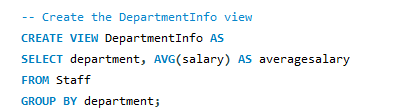 -- Create the DepartmentInfo view
CREATE VIEW DepartmentInfo AS
SELECT department, AVG(salary) AS averagesalary
FROM Staff
GROUP BY department;